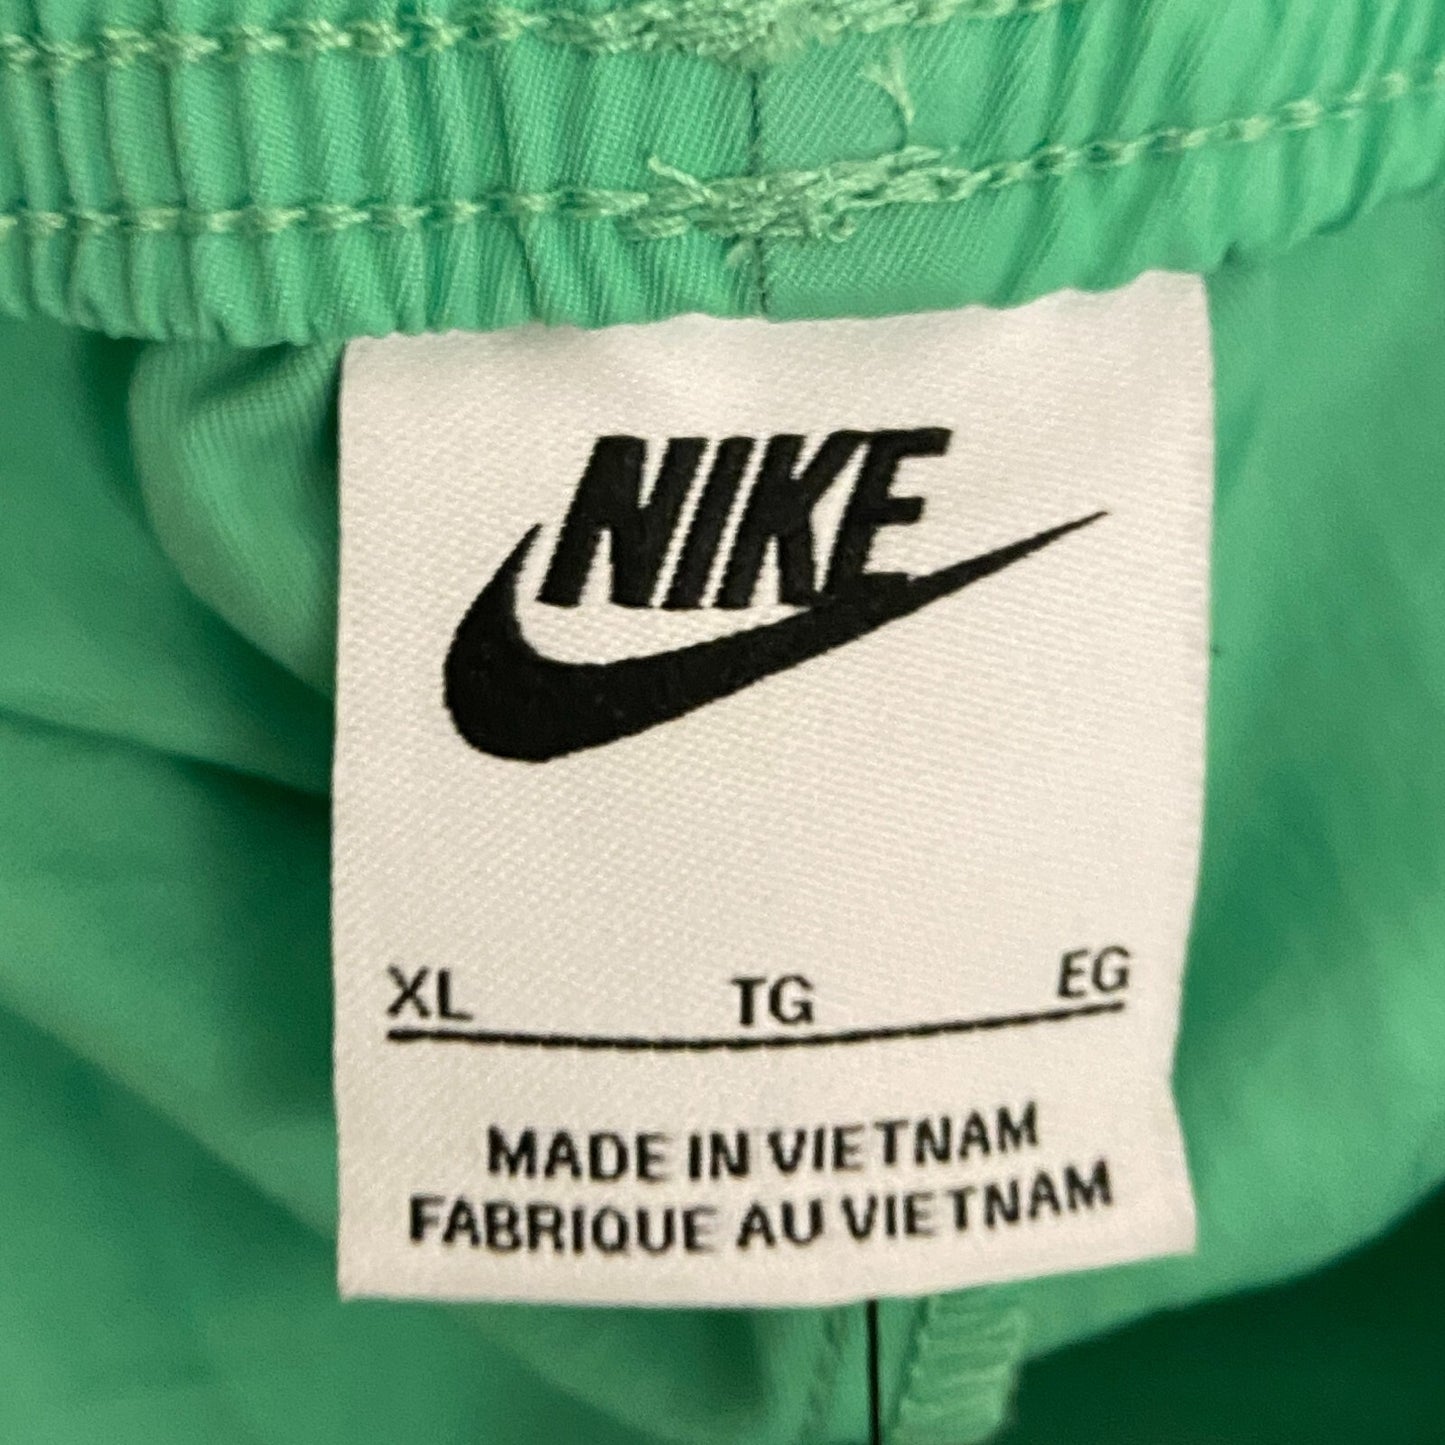 NIKE
XL TG EG
MADE IN VIETNAM
FABRIQUE AU VIETNAM